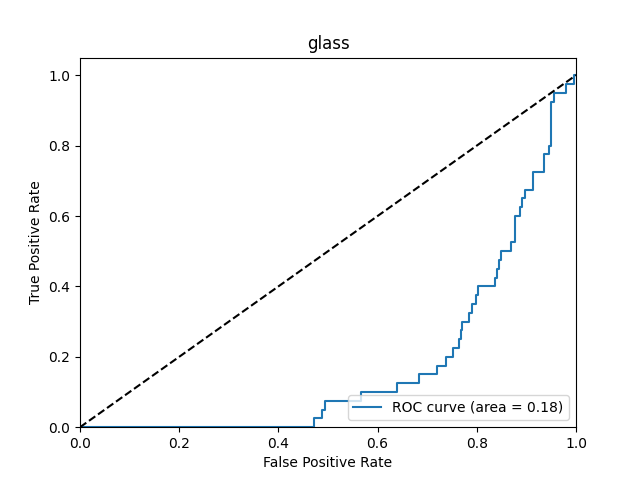 glass
True Positive Rate
1.0
0.8
0.6
0.4
0.2
0.0
ROC curve (area = 0.18)
0.0 0.2 0.4 0.6 0.8 1.0
False Positive Rate